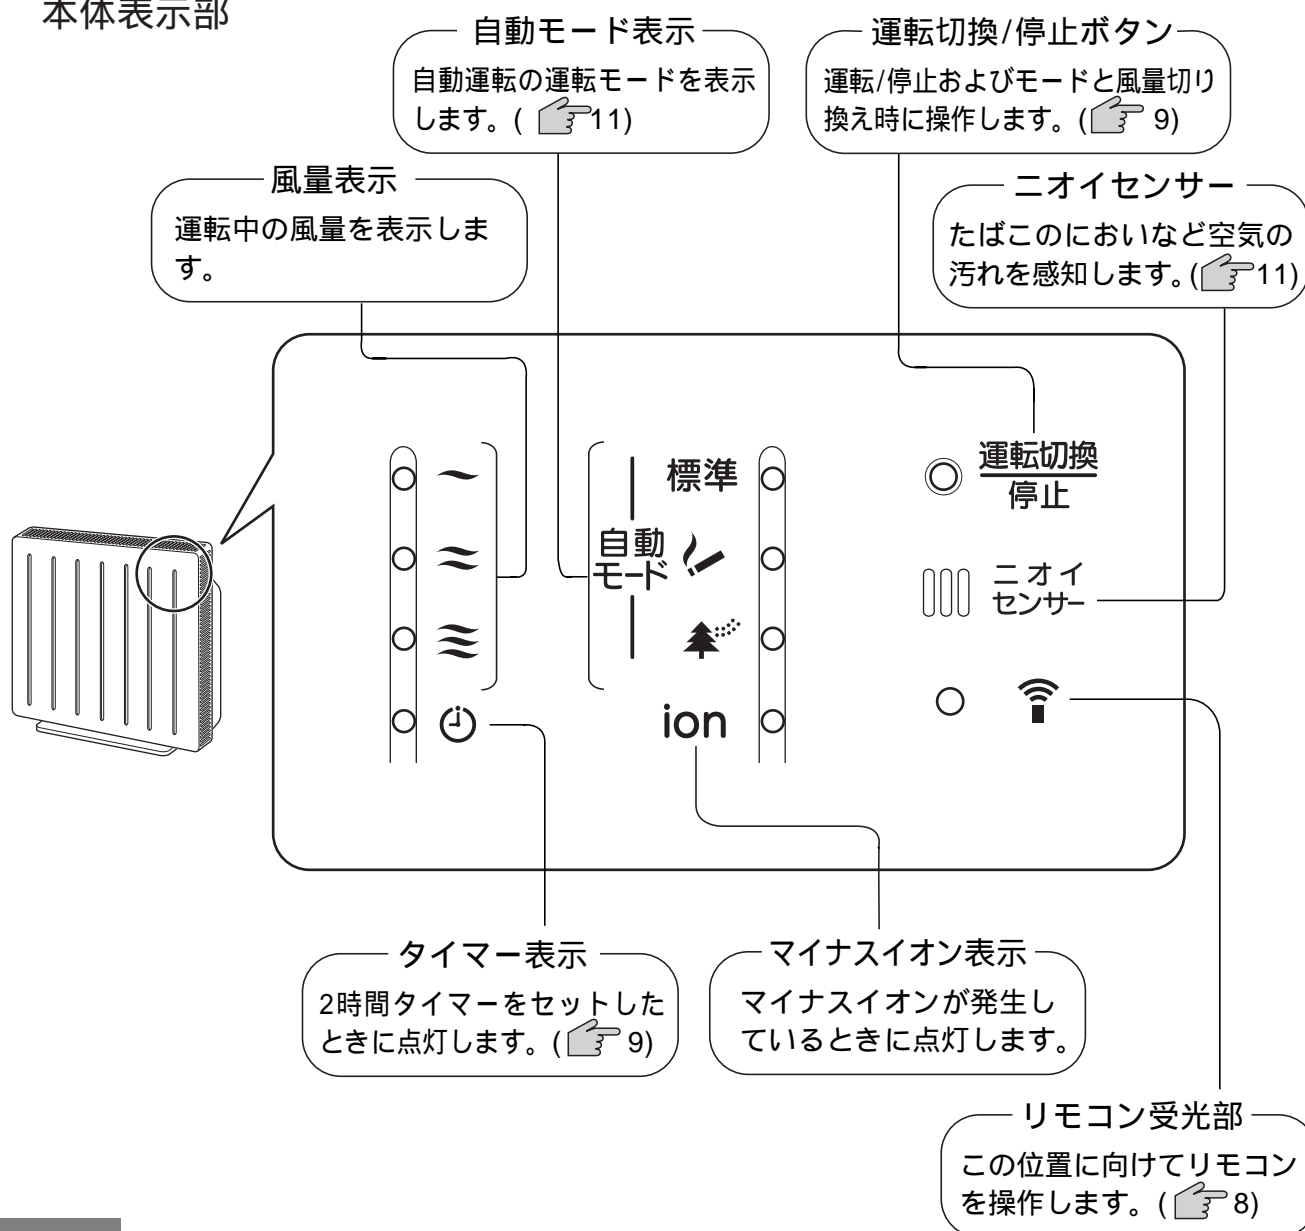 本体表示部
自動モード表示
自動運転の運転モードを表示
します。( 11)
運転切換/停止ボタン
運転/停止およびモードと風量切り
換え時に操作します。( 9)
風量表示
運転中の風量を表示しま
す。
ニオイセンサー
たばこのにおいなど空気の
汚れを感知します。( 11)
標準
自動
モード
ion
運転切換
停止
ニオイ
センサー
タイマー表示
2時間タイマーをセットした
ときに点灯します。( 9)
マイナスイオン表示
マイナスイオンが発生し
ているときに点灯します。
リモコン受光部
この位置に向けてリモコン
を操作します。( 8)